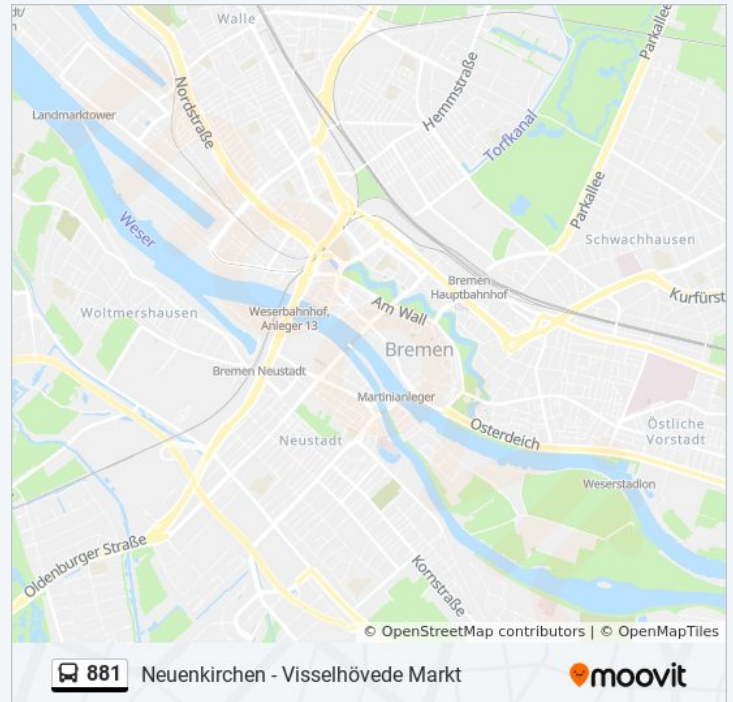 dt/
n
Walle
Parkallee
Hemmstraße
Nordstraße
Landmarktower
Torfkanal
Parkallee
Weser
Schwachhausen
Bremen
Hauptbahnhof
Kurfürst
Woltmershausen
Weserbahnhof,
Anleger 13
Am Wall
Bremen
Bremen Neustadt
Martinianleger
Neustadt
Osterdeich
Östliche
Vorstadt
Weserstadion
Oldenburger Straße
Kornstraße
© OpenStreetMap contributors | © OpenMapTiles
881 Neuenkirchen - Visselhövede Markt
moovit